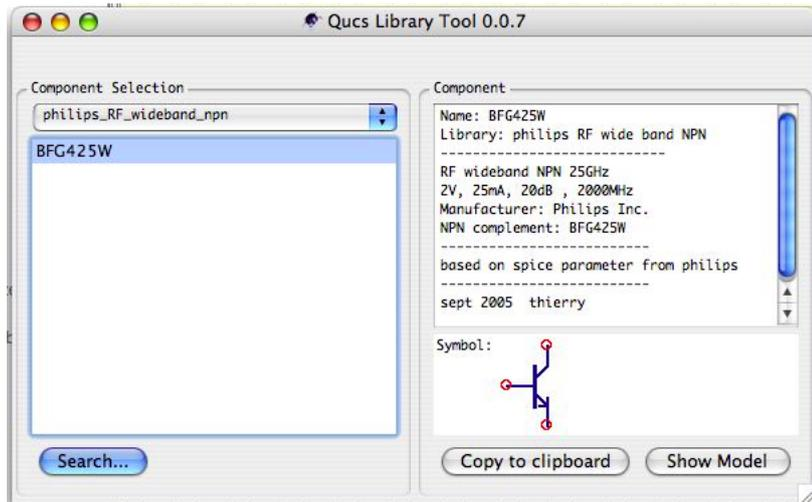 Qucs Library Tool 0.0.7
Component Selection
philips_RF_wideband_npn
BFG425W
Search...
Component
Name: BFG425W
Library: philips RF wide band NPN
----------------------------
RF wideband NPN 25GHz
2V, 25mA, 20dB , 2000MHz
Manufacturer: Philips Inc.
NPN complement: BFG425W
--------------------------
based on spice parameter from philips
--------------------------
sept 2005  thierry
Symbol:
Copy to clipboard
Show Model